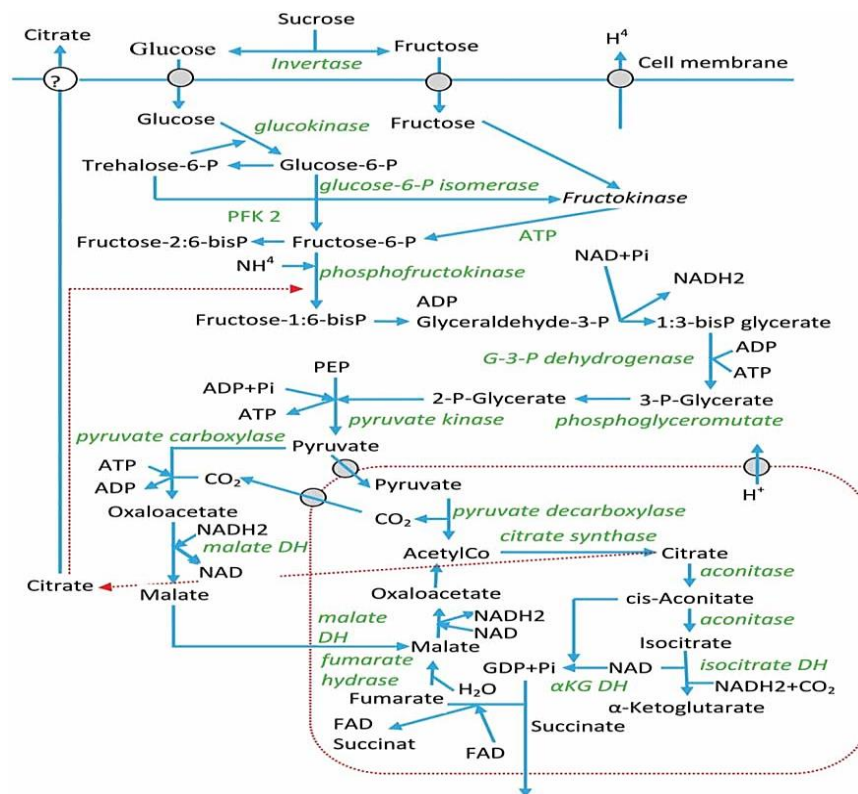 Sucrose
Citrate
Glucose
Fructose
H⁴
Invertase
Cell membrane
?
Glucose
Fructose
glucokinase
Trehalose-6-P
Glucose-6-P
glucose-6-P isomerase
Fructokinase
PFK 2
ATP
Fructose-2:6-bisP
Fructose-6-P
NH⁴
phosphofructokinase
NAD+Pi
NADH2
ADP
Fructose-1:6-bisP
Glyceraldehyde-3-P
1:3-bisP glycerate
G-3-P dehydrogenase
ADP
ATP
PEP
ADP+Pi
ATP
2-P-Glycerate
3-P-Glycerate
pyruvate kinase
phosphoglyceromutate
pyruvate carboxylase
Pyruvate
ATP
ADP
CO₂
Pyruvate
H⁺
Oxaloacetate
CO₂
pyruvate decarboxylase
NADH2
malate DH
NAD
citrate synthase
AcetylCo
Citrate
Citrate
Malate
aconitase
Oxaloacetate
cis-Aconitate
NADH2
NAD
aconitase
malate
DH
Malate
Isocitrate
fumarate
hydrase
GDP+Pi
NAD
isocitrate DH
αKG DH
H₂O
NADH2+CO₂
Fumarate
α-Ketoglutarate
FAD
Succinat
FAD
Succinate